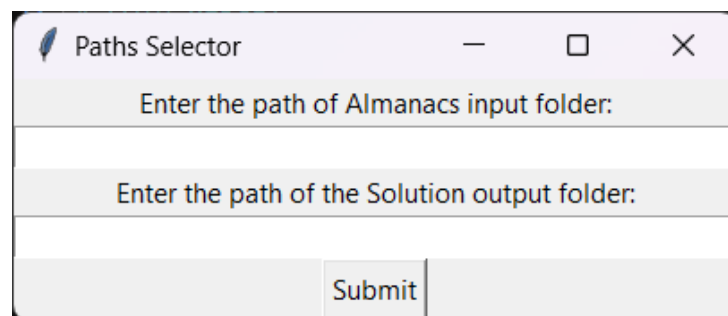 Paths Selector
Enter the path of Almanacs input folder:
Enter the path of the Solution output folder:
Submit